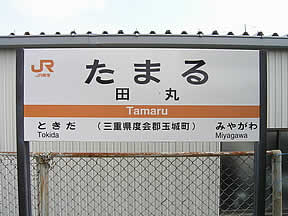 JR
JR東海
たまる
田丸
Tamaru
ときだ (三重県度会郡玉城町) みやがわ
Tokida Miyagawa